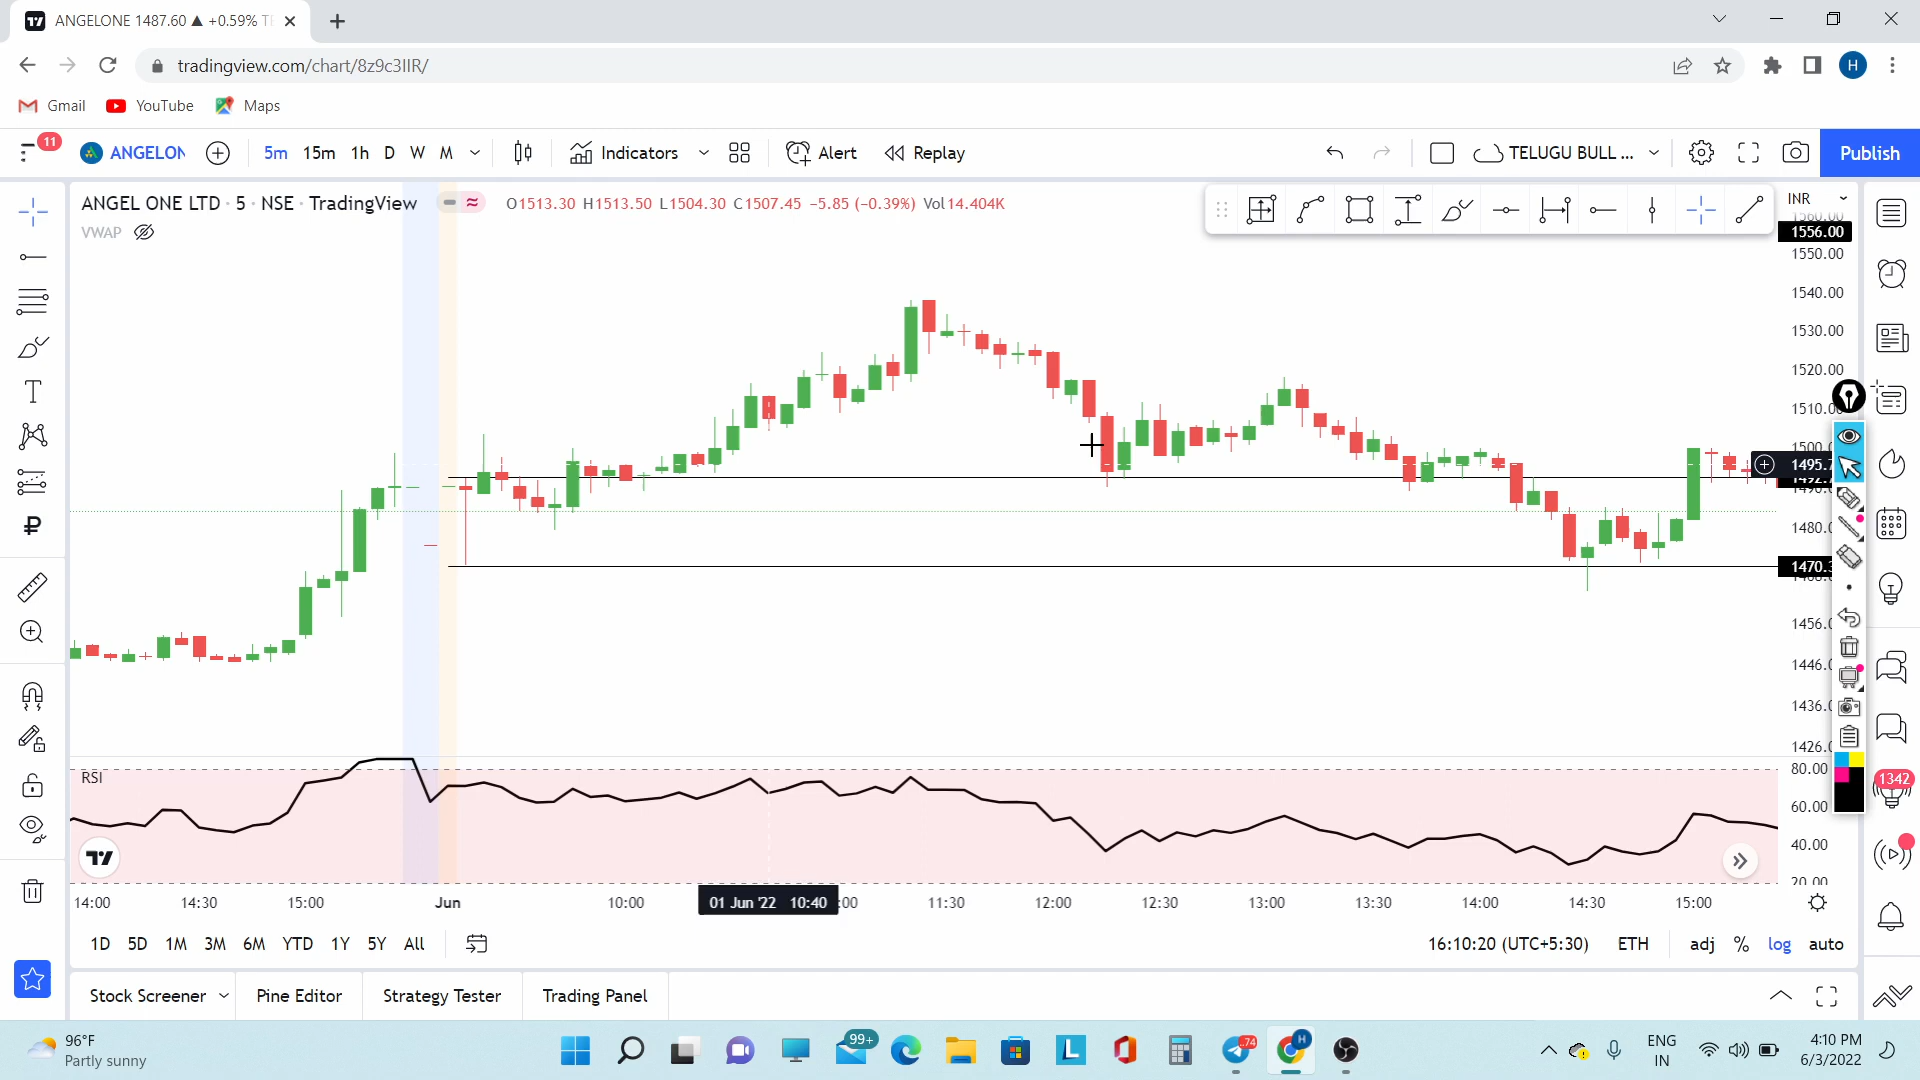 ANGELONE 1487.60 ▲ +0.59%
tradingview.com/chart/8z9c3IIR/
H
Gmail YouTube Maps
11
ANGELON 5m 15m 1h D W M Indicators Alert Replay TELUGU BULL ... Publish
ANGEL ONE LTD · 5 · NSE · TradingView
O1513.30 H1513.50 L1504.30 C1507.45 −5.85 (−0.39%) Vol14.404K
VWAP
INR
1556.00
1550.00
1540.00
1530.00
1520.00
1510.0
1500.
1495.7
1480.
1470.3
1456.
1446.
1436.
1426.
RSI
80.00
60.00
40.00
20.00
1342
14:00 14:30 15:00 Jun 10:00 01 Jun '22 10:40 :00 11:30 12:00 12:30 13:00 13:30 14:00 14:30 15:00
1D 5D 1M 3M 6M YTD 1Y 5Y All
16:10:20 (UTC+5:30) ETH adj % log auto
Stock Screener Pine Editor Strategy Tester Trading Panel
96°F
Partly sunny
99+
74
H
ENG
IN
4:10 PM
6/3/2022